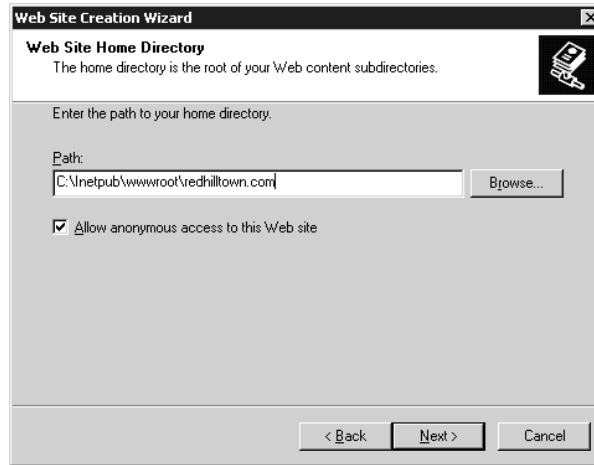 Web Site Creation Wizard
Web Site Home Directory
The home directory is the root of your Web content subdirectories.
Enter the path to your home directory.
Path:
C:\Inetpub\wwwroot\redhilltown.com
Browse...
Allow anonymous access to this Web site
< Back
Next >
Cancel